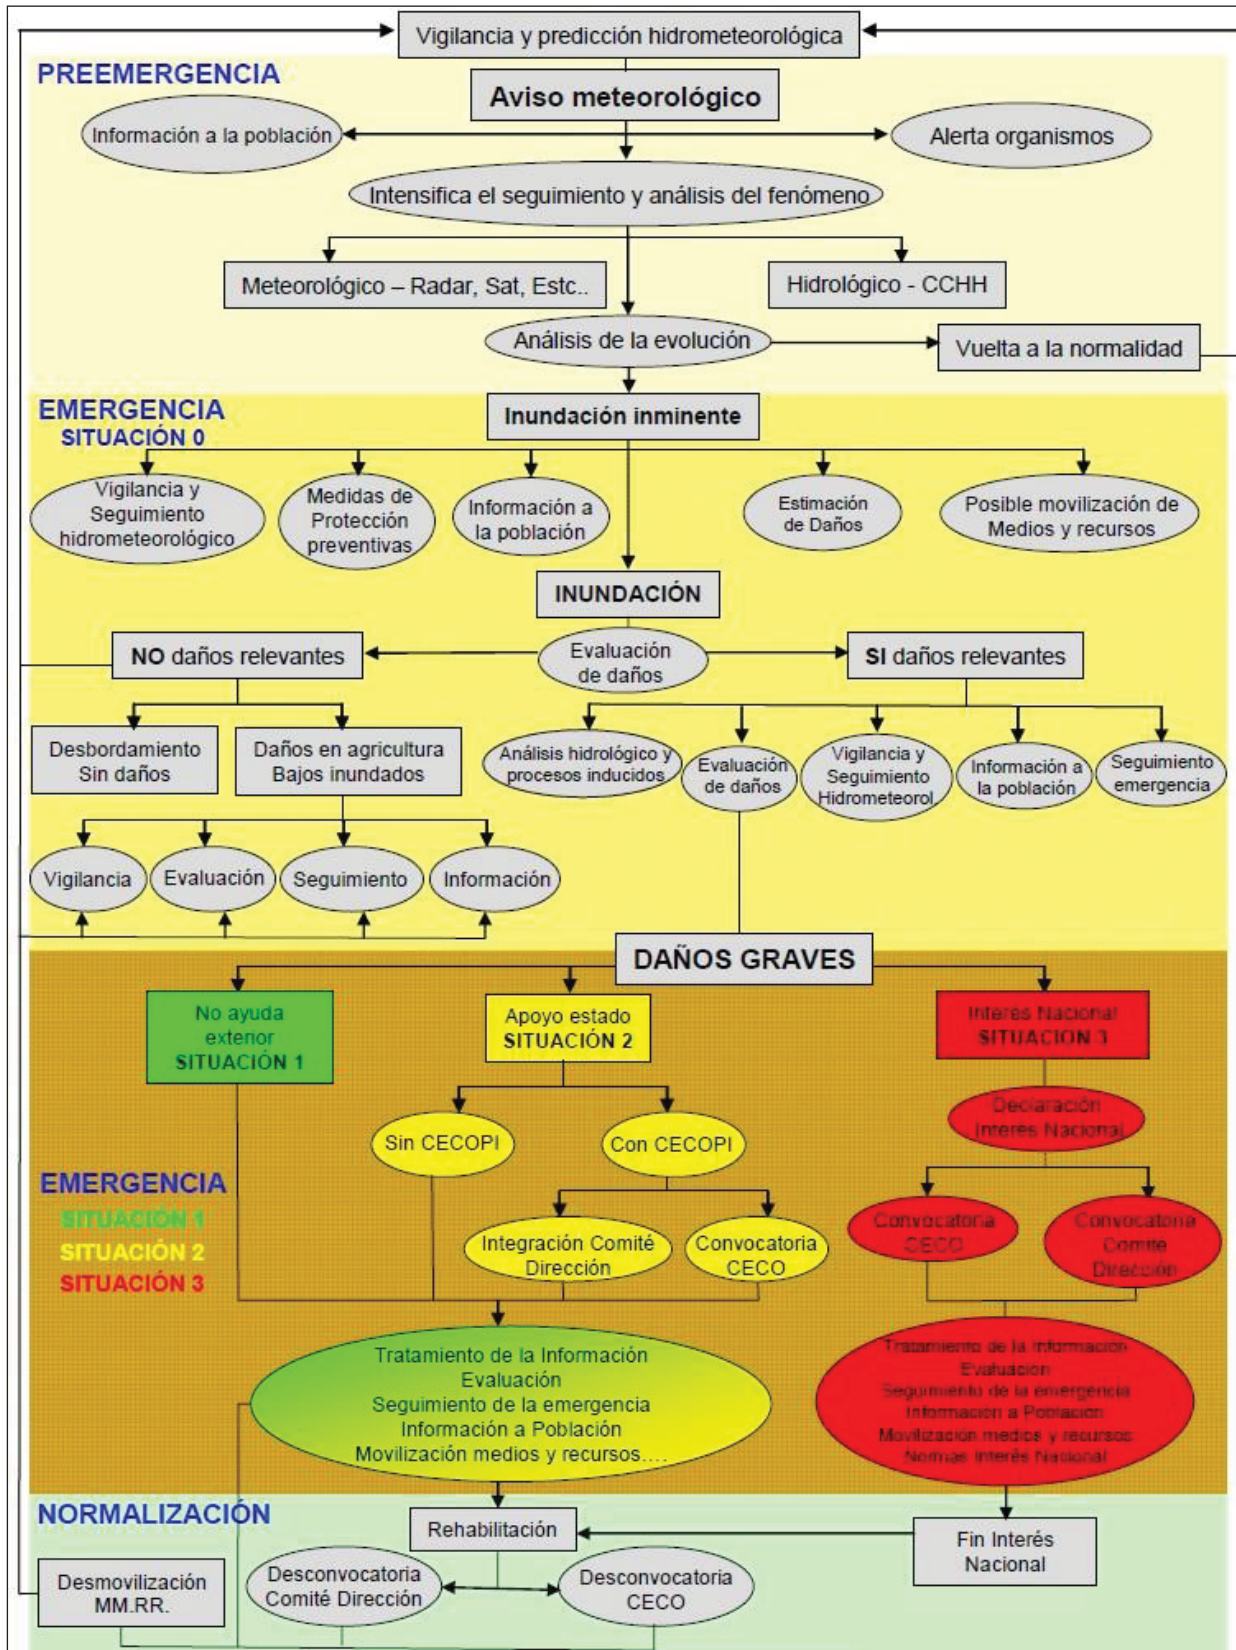 Vigilancia y predicción hidrometeorológica
PREEMERGENCIA
Aviso meteorológico
Información a la población
Alerta organismos
Intensifica el seguimiento y análisis del fenómeno
Meteorológico – Radar, Sat, Estc..
Hidrológico - CCHH
Análisis de la evolución
Vuelta a la normalidad
EMERGENCIA
SITUACIÓN 0
Inundación inminente
Vigilancia y
Seguimiento
hidrometeorológico
Medidas de
Protección
preventivas
Información a
la población
Estimación
de Daños
Posible movilización de
Medios y recursos
INUNDACIÓN
NO daños relevantes
Evaluación
de daños
SI daños relevantes
Desbordamiento
Sin daños
Daños en agricultura
Bajos inundados
Análisis hidrológico y
procesos inducidos
Evaluación
de daños
Vigilancia y
Seguimiento
Hidrometeorol.
Información a
la población
Seguimiento
emergencia
Vigilancia
Evaluación
Seguimiento
Información
DAÑOS GRAVES
No ayuda
exterior
SITUACIÓN 1
Apoyo estado
SITUACIÓN 2
Interés Nacional
SITUACION 3
Declaración
Interés Nacional
Sin CECOPI
Con CECOPI
EMERGENCIA
SITUACIÓN 1
SITUACIÓN 2
SITUACIÓN 3
Integración Comité
Dirección
Convocatoria
CECO
Convocatoria
CECO
Convocatoria
Comité
Dirección
Tratamiento de la Información
Evaluación
Seguimiento de la emergencia
Información a Población
Movilización medios y recursos….
Tratamiento de la Información
Evaluación
Seguimiento de la emergencia
Información a Población
Movilización medios y recursos
Normas Interés Nacional
NORMALIZACIÓN
Rehabilitación
Fin Interés
Nacional
Desmovilización
MM.RR.
Desconvocatoria
Comité Dirección
Desconvocatoria
CECO